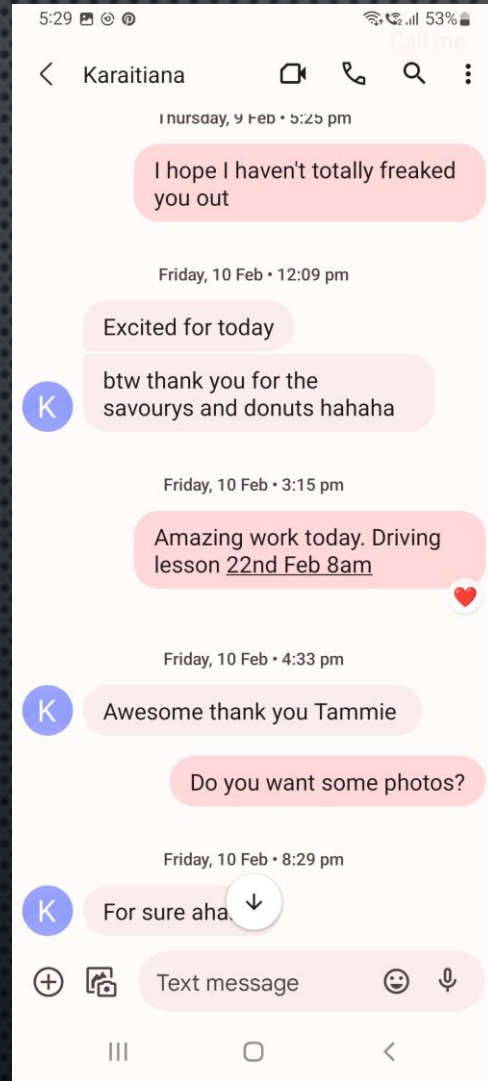 5:29 53%
Call me
Karaitiana
Thursday, 9 Feb • 5:25 pm
I hope I haven't totally freaked
you out
Friday, 10 Feb • 12:09 pm
Excited for today
btw thank you for the
savourys and donuts hahaha
K
Friday, 10 Feb • 3:15 pm
Amazing work today. Driving
lesson 22nd Feb 8am
Friday, 10 Feb • 4:33 pm
K Awesome thank you Tammie
Do you want some photos?
Friday, 10 Feb • 8:29 pm
K For sure aha
Text message